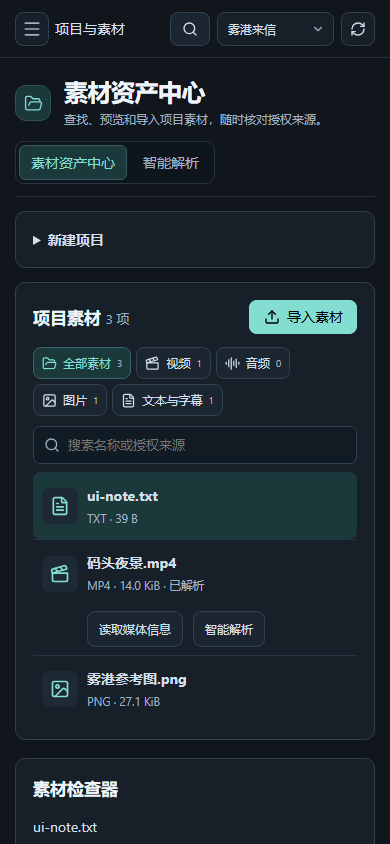 项目与素材
雾港来信
素材资产中心
查找、预览和导入项目素材，随时核对授权来源。
素材资产中心 智能解析
新建项目
项目素材 3 项 导入素材
全部素材 3 视频 1 音频 0
图片 1 文本与字幕 1
搜索名称或授权来源
ui-note.txt
TXT · 39 B
码头夜景.mp4
MP4 · 14.0 KiB · 已解析
读取媒体信息 智能解析
雾港参考图.png
PNG · 27.1 KiB
素材检查器
ui-note.txt